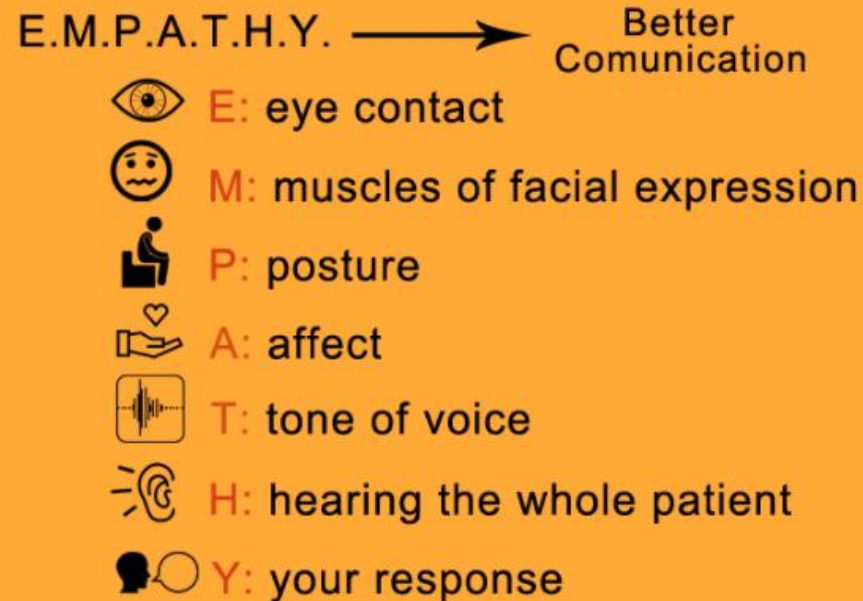 E.M.P.A.T.H.Y.
Better
Comunication
E: eye contact
M: muscles of facial expression
P: posture
A: affect
T: tone of voice
H: hearing the whole patient
Y: your response